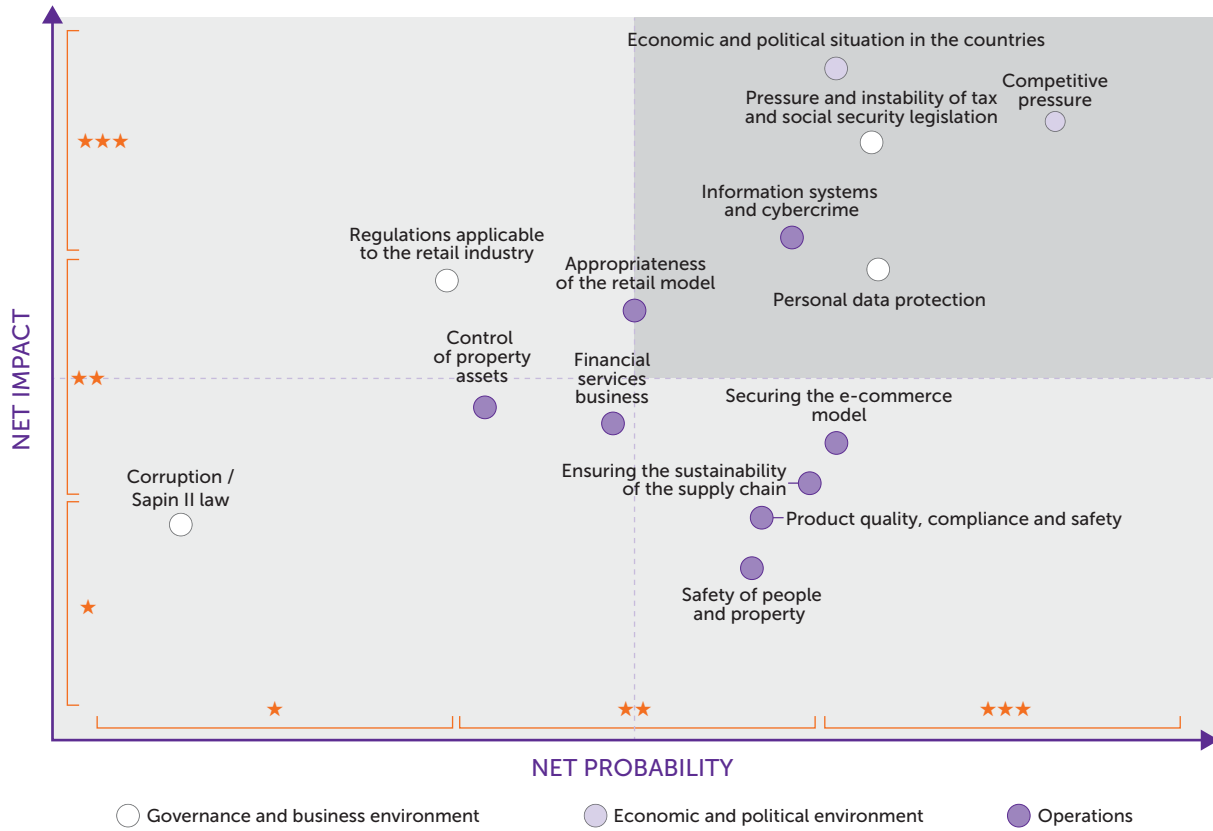 Economic and political situation in the countries
Competitive
pressure
Pressure and instability of tax
and social security legislation
★★★
Information systems
and cybercrime
Regulations applicable
to the retail industry
Appropriateness
of the retail model
Personal data protection
Control
of property
assets
Financial
services
business
NET IMPACT
★★
Securing the e-commerce
model
Ensuring the sustainability
of the supply chain
Corruption /
Sapin II law
Product quality, compliance and safety
Safety of people
and property
★
★
★★
★★★
NET PROBABILITY
Governance and business environment
Economic and political environment
Operations